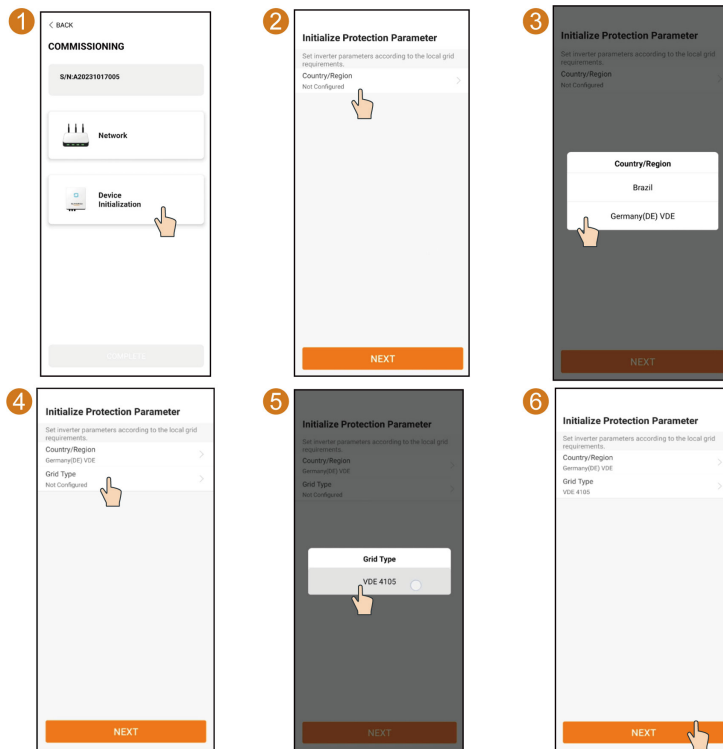 1
< BACK
COMMISSIONING
S/N:A20231017005
Network
Device
Initialization
COMPLETE
2
Initialize Protection Parameter
Set inverter parameters according to the local grid
requirements.
Country/Region
Not Configured
NEXT
3
Initialize Protection Parameter
Set inverter parameters according to the local grid
requirements.
Country/Region
Not Configured
Country/Region
Brazil
Germany(DE) VDE
NEXT
4
Initialize Protection Parameter
Set inverter parameters according to the local grid
requirements.
Country/Region
Germany(DE) VDE
Grid Type
Not Configured
NEXT
5
Initialize Protection Parameter
Set inverter parameters according to the local grid
requirements.
Country/Region
Germany(DE) VDE
Grid Type
Not Configured
Grid Type
VDE 4105
NEXT
6
Initialize Protection Parameter
Set inverter parameters according to the local grid
requirements.
Country/Region
Germany(DE) VDE
Grid Type
VDE 4105
NEXT